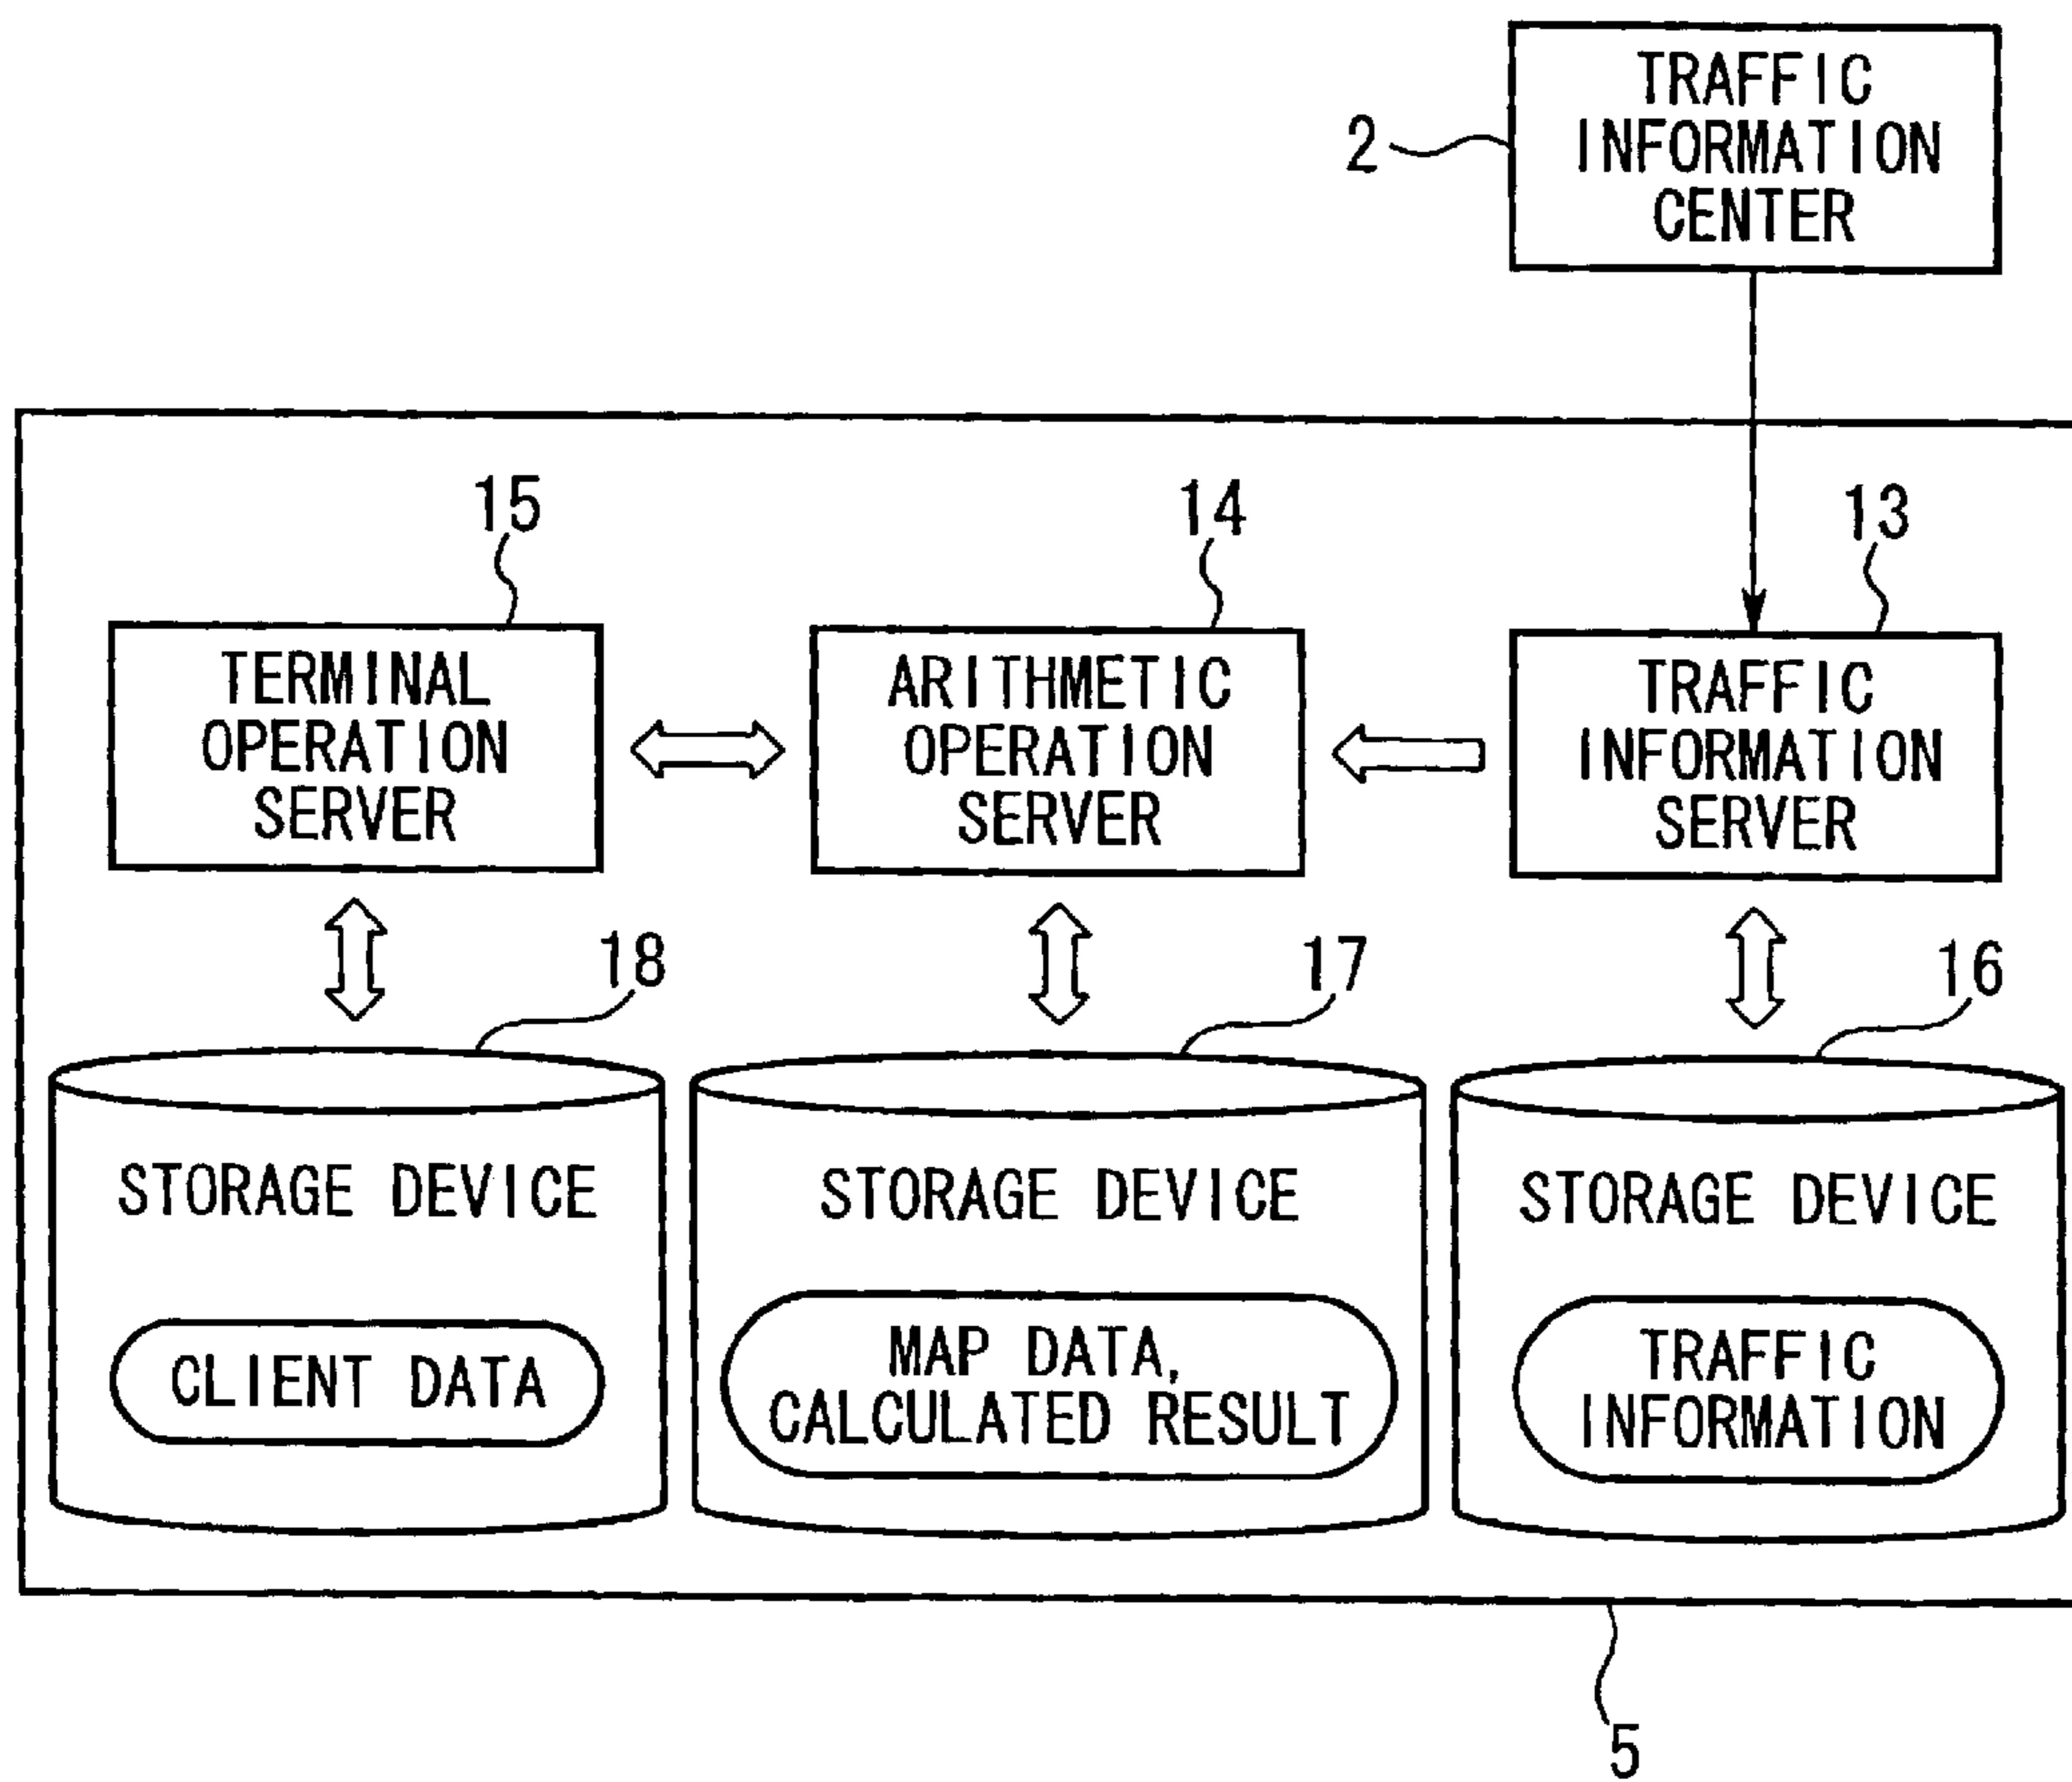 TRAFFIC
INFORMATION
CENTER
2
15
14
13
TERMINAL
OPERATION
SERVER
ARITHMETIC
OPERATION
SERVER
TRAFFIC
INFORMATION
SERVER
18
17
16
STORAGE DEVICE
STORAGE DEVICE
STORAGE DEVICE
CLIENT DATA
MAP DATA,
CALCULATED RESULT
TRAFFIC
INFORMATION
5